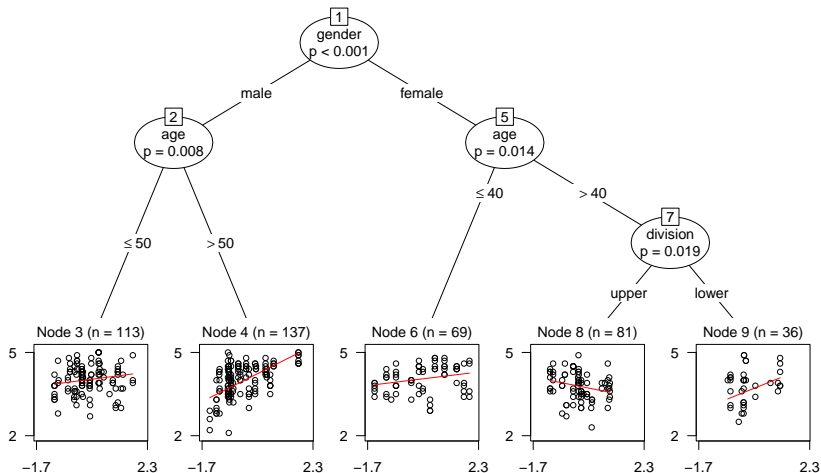 1
gender
p < 0.001
male
female
2
age
p = 0.008
5
age
p = 0.014
≤ 40
> 40
7
division
p = 0.019
≤ 50
> 50
upper
lower
Node 3 (n = 113)
Node 4 (n = 137)
Node 6 (n = 69)
Node 8 (n = 81)
Node 9 (n = 36)
5
5
5
5
5
2
2
2
2
2
−1.7
2.3
−1.7
2.3
−1.7
2.3
−1.7
2.3
−1.7
2.3